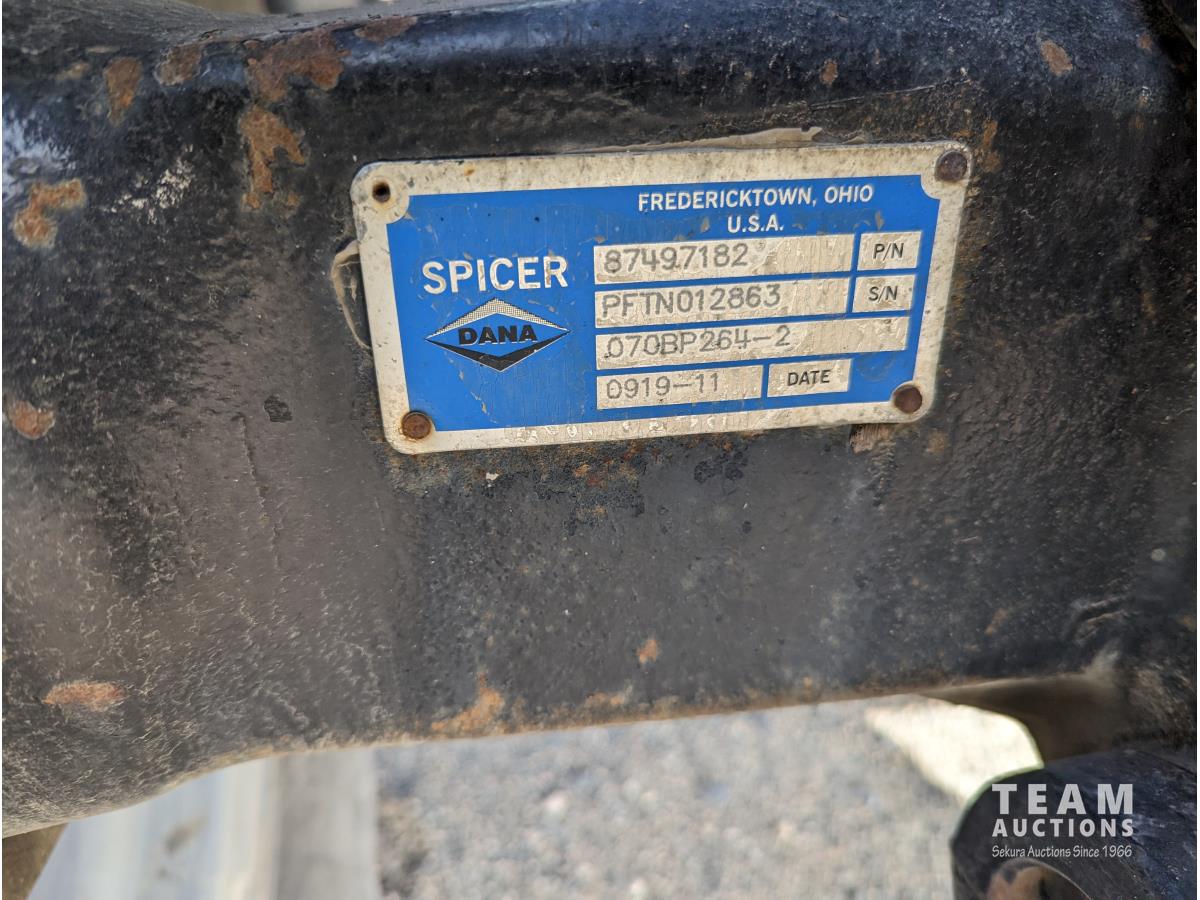 FREDERICKTOWN, OHIO
U.S.A.
SPICER
DANA
87497182 P/N
PFTN012863 S/N
070BP264-2
0919-11 DATE
TEAM
AUCTIONS
Sekura Auctions Since 1966